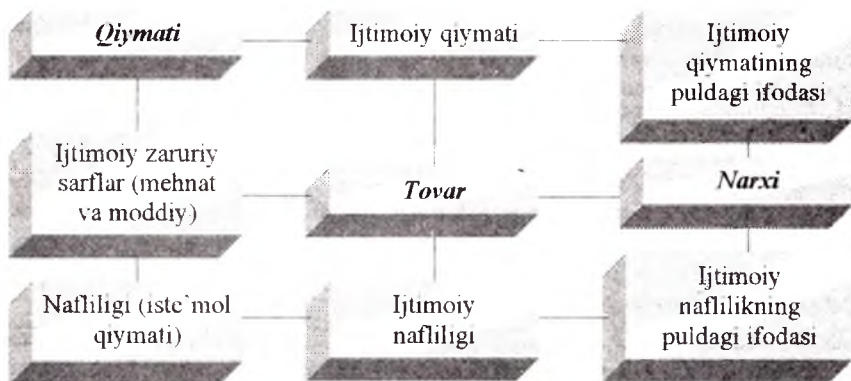 Qiymati
Ijtimoiy qiymati
Ijtimoiy
qivmatining
puldagi ifodasi
Ijtimoiy zaruriy
sarflar (mehnat
va moddiy)
Tovar
Narxi
Nafliligi (iste`mol
qiymati)
Ijtimoiy
nafliligi
Ijtimoiy
naflilikning
puldagi ifodasi